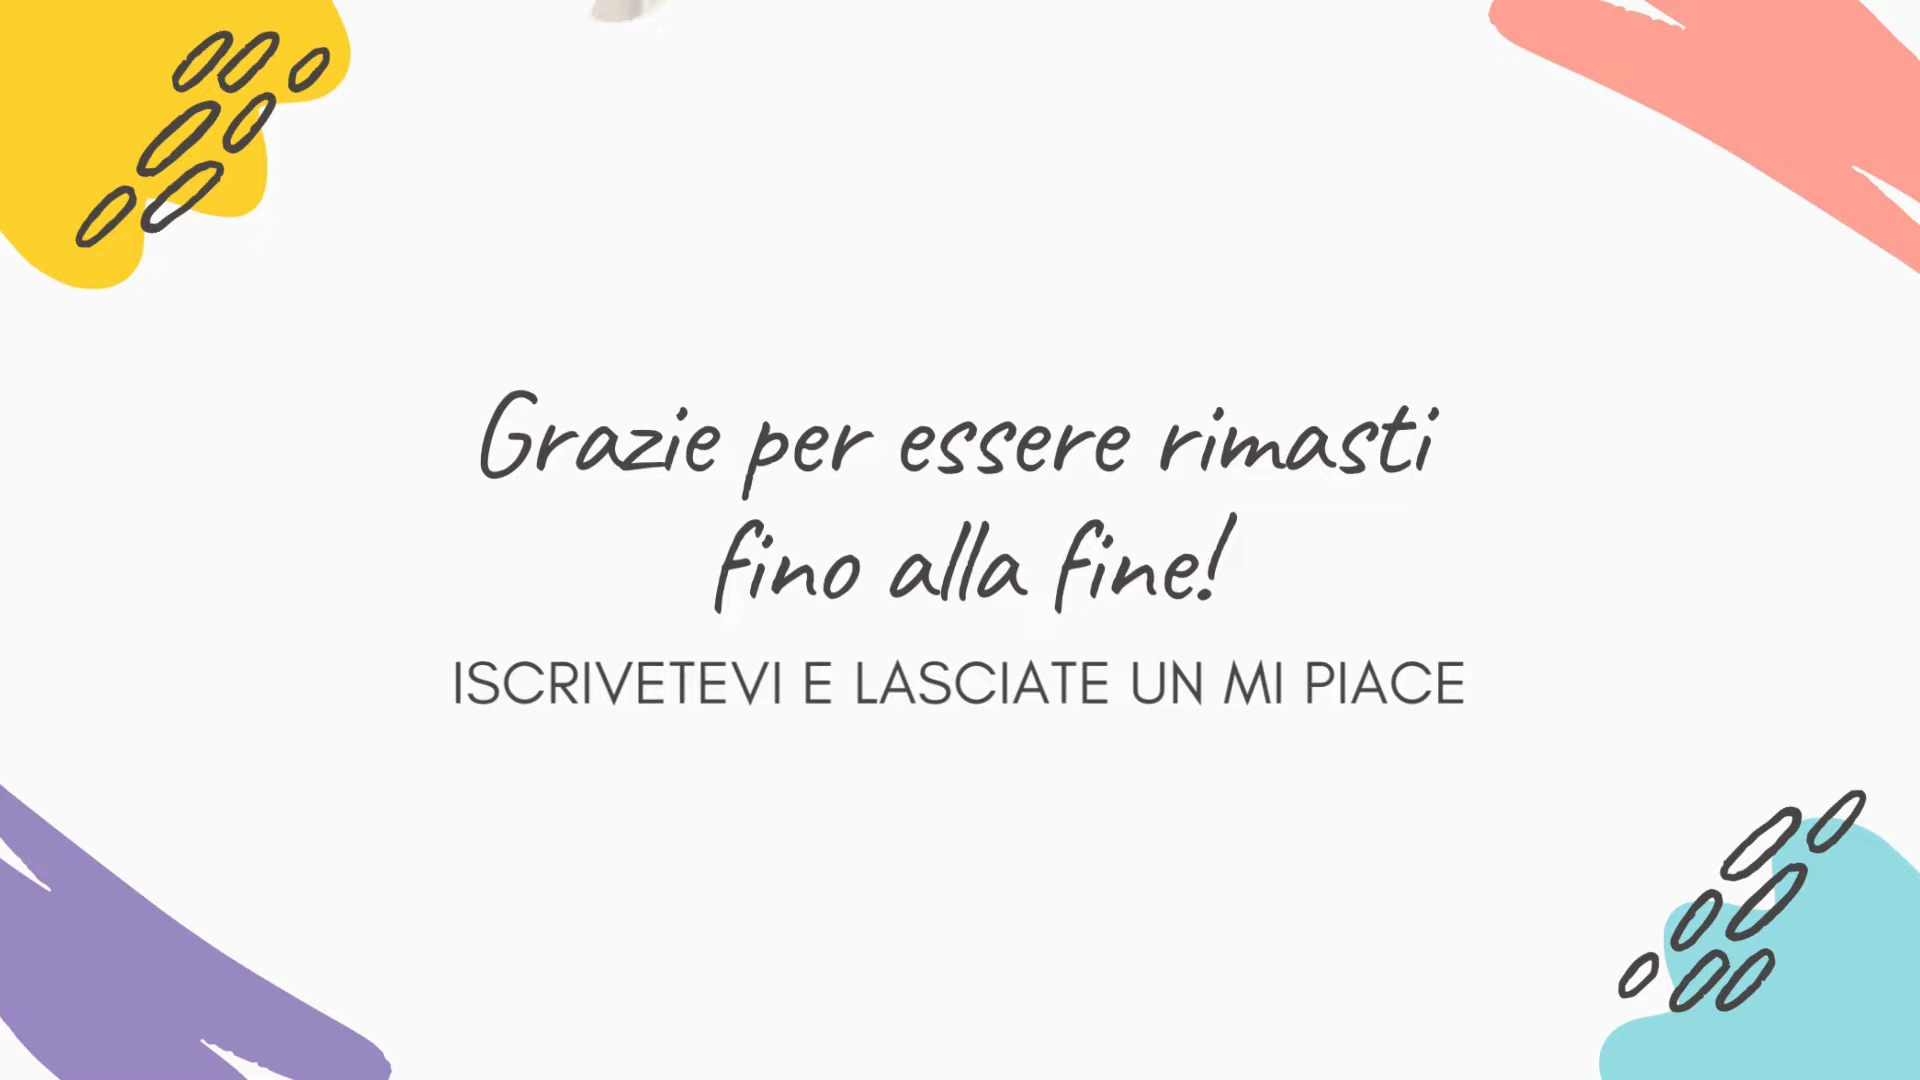 Grazie per essere rimasti
fino alla fine!
ISCRIVETEVI E LASCIATE UN MI PIACE